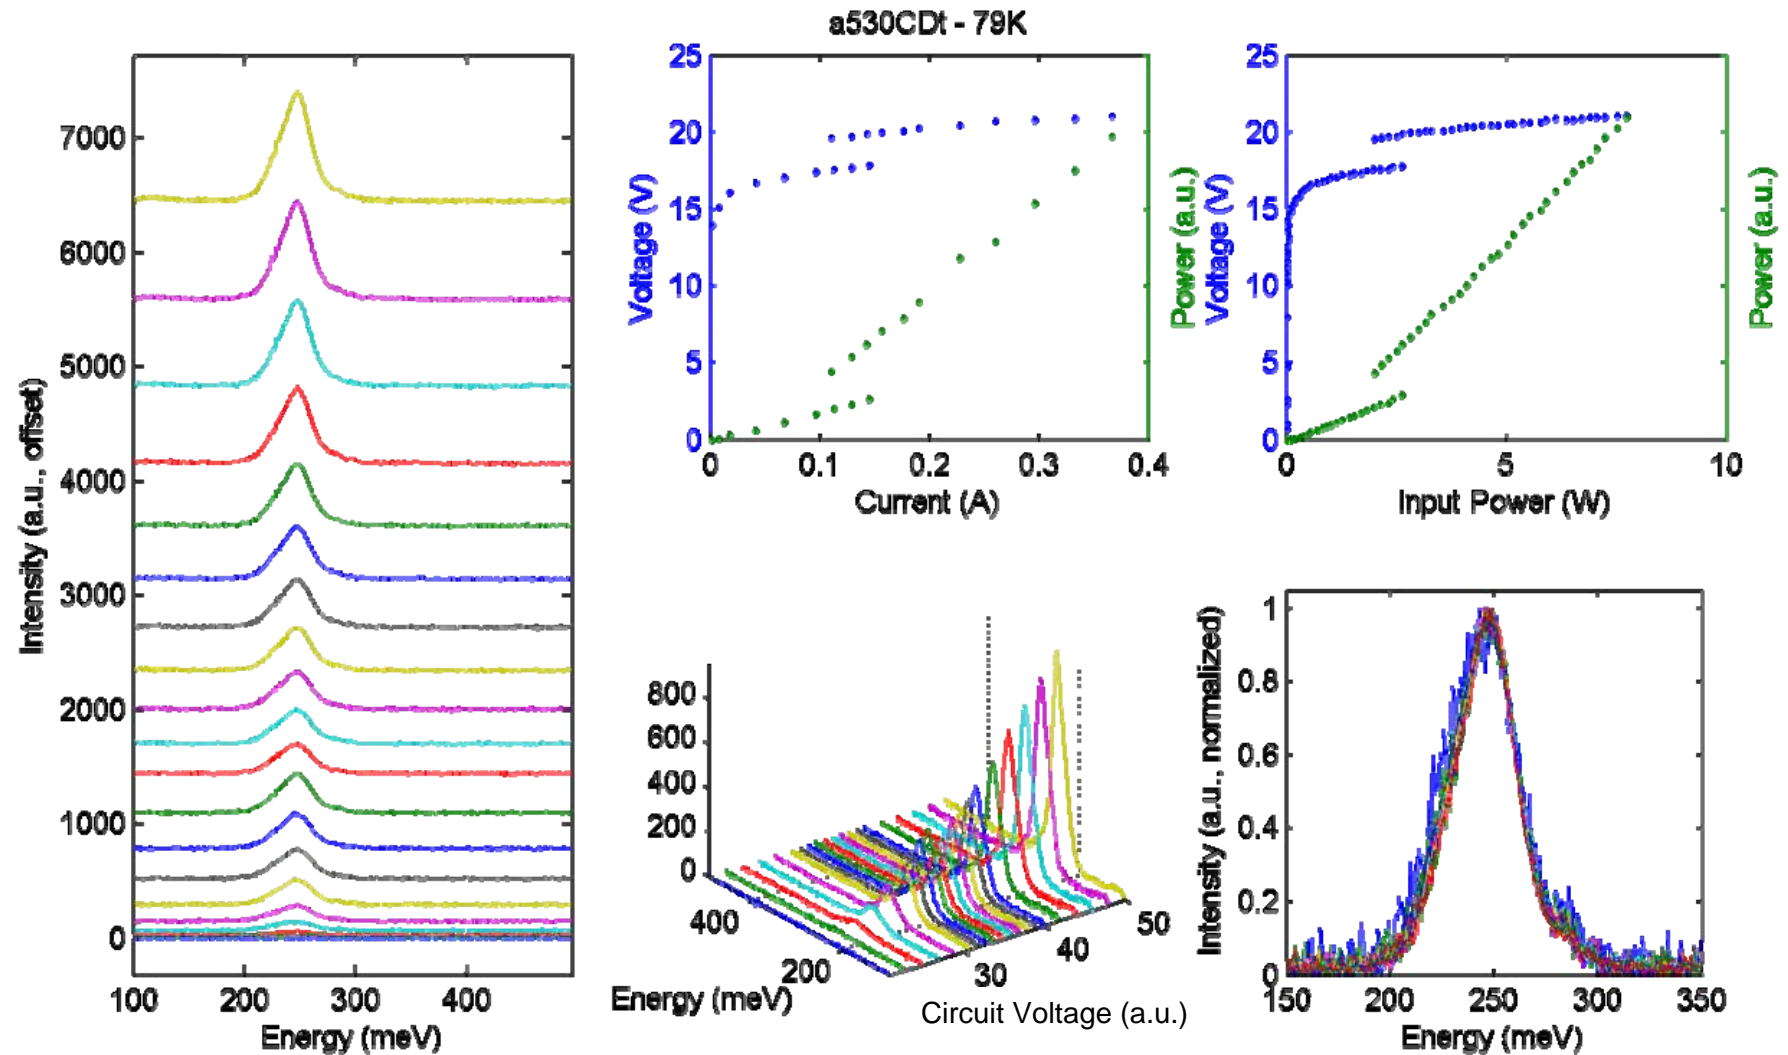 a530CDt - 79K
Intensity (a.u., offset)
7000
6000
5000
4000
3000
2000
1000
0
100 200 300 400
Energy (meV)
Voltage (V)
25
20
15
10
5
0
0 0.1 0.2 0.3 0.4
Current (A)
Power (a.u.)
Voltage (V)
25
20
15
10
5
0
0 5 10
Input Power (W)
Power (a.u.)
800
600
400
200
0
400
200
Energy (meV)
30
40
50
Circuit Voltage (a.u.)
Intensity (a.u., normalized)
1
0.8
0.6
0.4
0.2
0
150 200 250 300 350
Energy (meV)